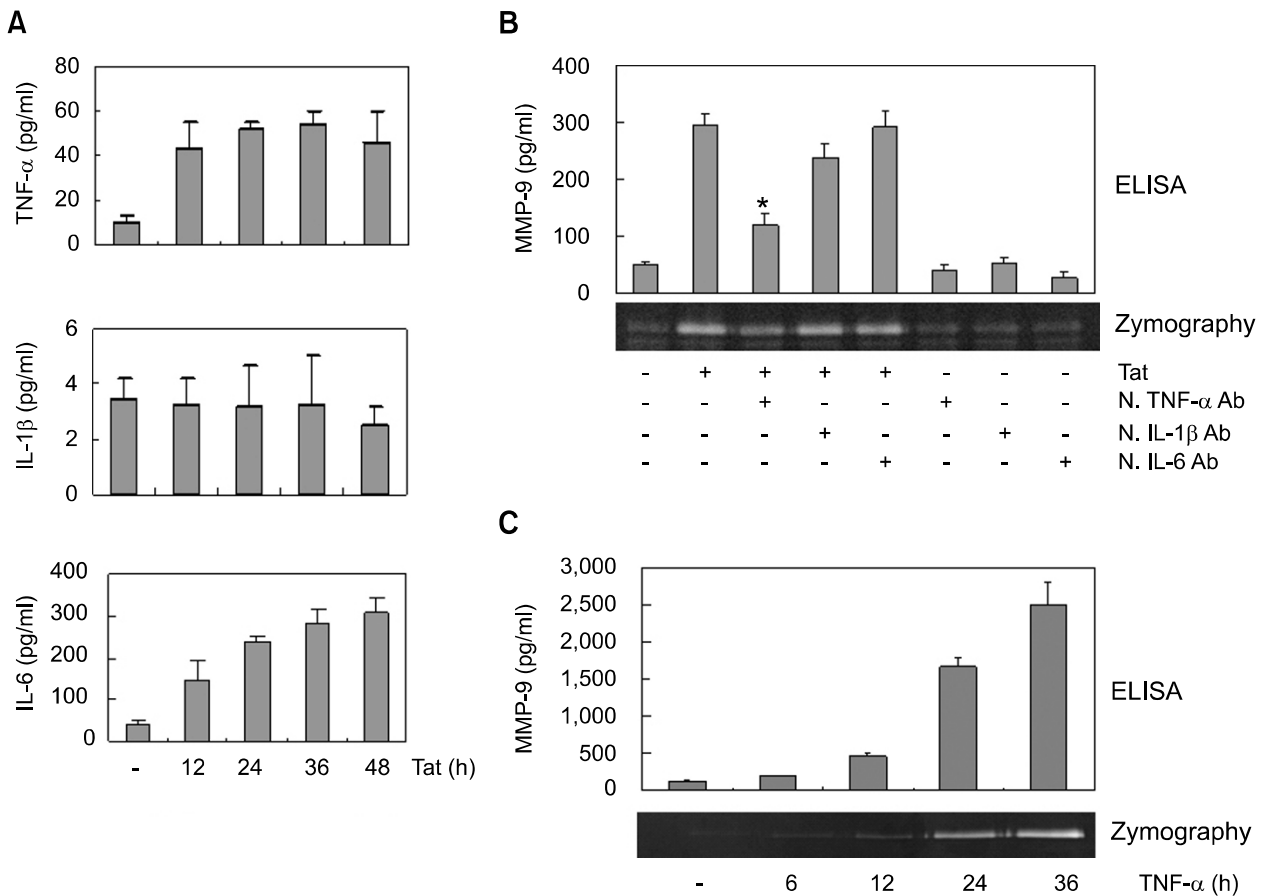 A
TNF-α (pg/ml)
80
60
40
20
0
IL-1β (pg/ml)
6
4
2
0
IL-6 (pg/ml)
400
300
200
100
0
- 12 24 36 48 Tat (h)
B
MMP-9 (pg/ml)
400
300
200
100
0
*
ELISA
Zymography
- + + + + - - - Tat
- - + - - + - - N. TNF-α Ab
- - - + - - + - N. IL-1β Ab
- - - - + - - + N. IL-6 Ab
C
MMP-9 (pg/ml)
3,000
2,500
2,000
1,500
1,000
500
0
ELISA
Zymography
- 6 12 24 36 TNF-α (h)